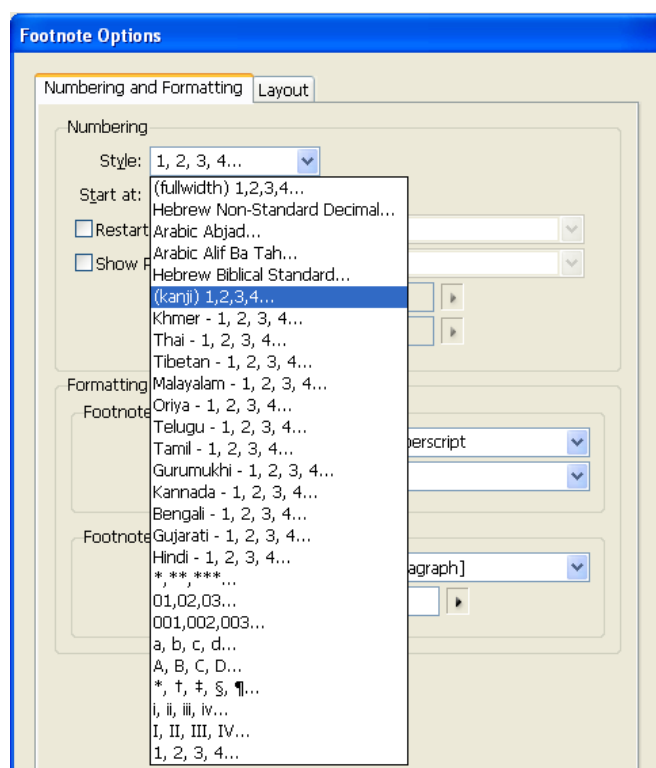 Footnote Options
Numbering and Formatting
Layout
Numbering
Style: 1, 2, 3, 4...
Start at:
(fullwidth) 1,2,3,4...
Hebrew Non-Standard Decimal...
Restart
Arabic Abjad...
Arabic Alif Ba Tah...
Show
Hebrew Biblical Standard...
(kanji) 1,2,3,4...
Khmer - 1, 2, 3, 4...
Thai - 1, 2, 3, 4...
Tibetan - 1, 2, 3, 4...
Formatting
Malayalam - 1, 2, 3, 4...
Oriya - 1, 2, 3, 4...
Footnote
Telugu - 1, 2, 3, 4...
Tamil - 1, 2, 3, 4...
perscript
Gurumukhi - 1, 2, 3, 4...
Kannada - 1, 2, 3, 4...
Bengali - 1, 2, 3, 4...
Footnote
Gujarati - 1, 2, 3, 4...
Hindi - 1, 2, 3, 4...
agraph]
*,**,***...
01,02,03...
001,002,003...
a, b, c, d...
A, B, C, D...
*, †, ‡, §, ¶...
i, ii, iii, iv...
I, II, III, IV...
1, 2, 3, 4...